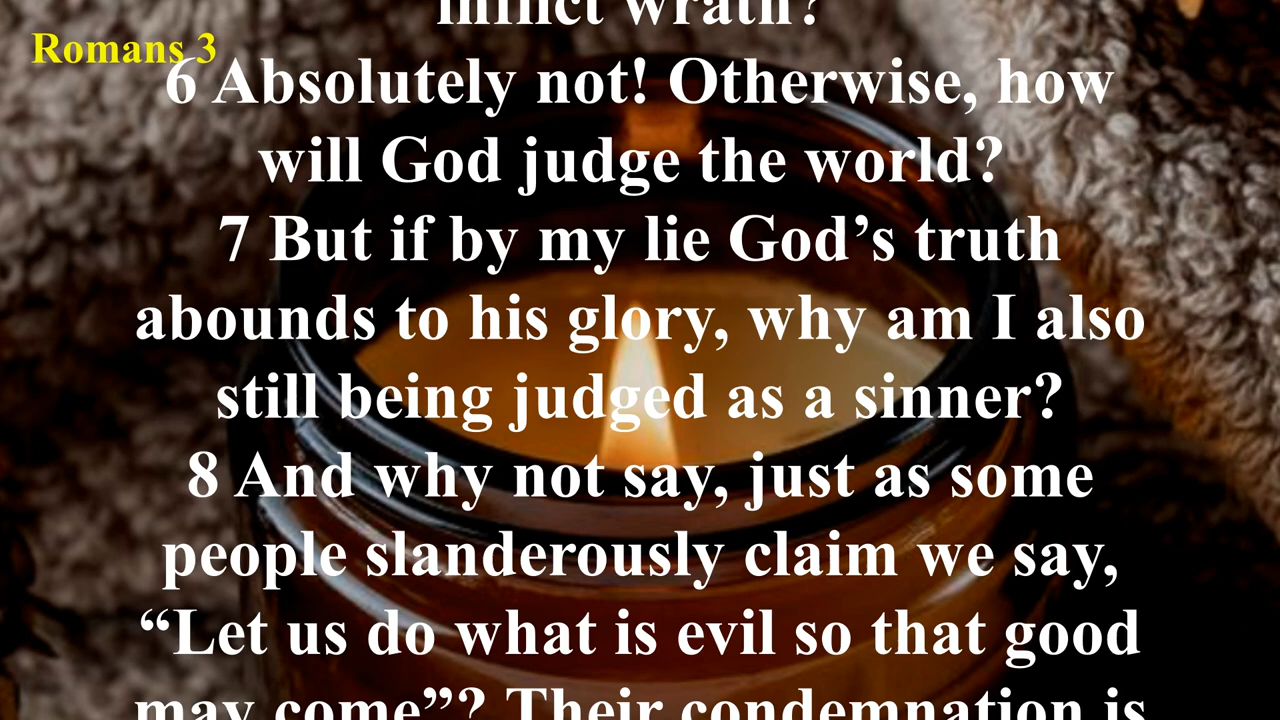 inflict wrath?
Romans 3
6 Absolutely not! Otherwise, how
will God judge the world?
7 But if by my lie God’s truth
abounds to his glory, why am I also
still being judged as a sinner?
8 And why not say, just as some
people slanderously claim we say,
“Let us do what is evil so that good
may come”? Their condemnation is